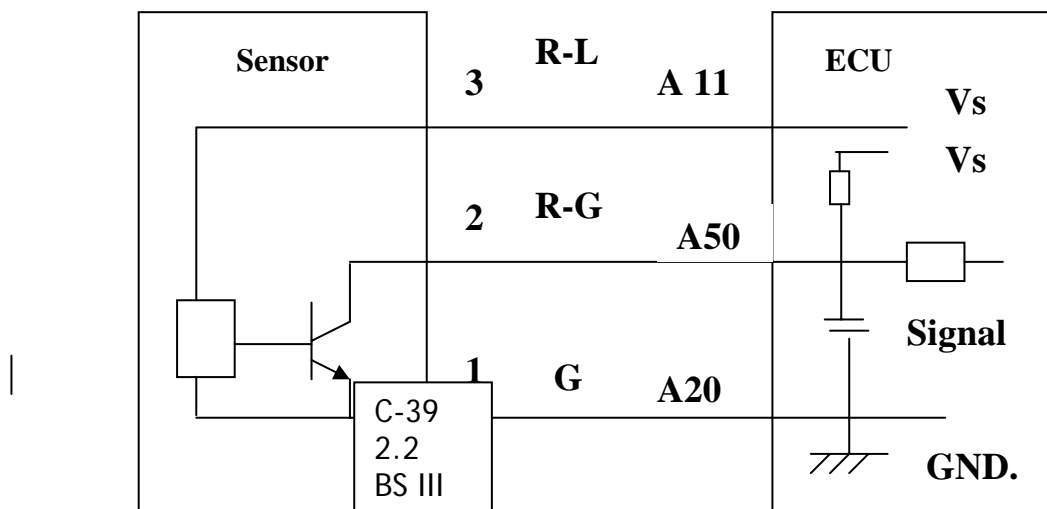 Sensor
R-L
ECU
3
A 11
Vs
Vs
2
R-G
A50
Signal
1
G
A20
C-39
2.2
BS III
GND.